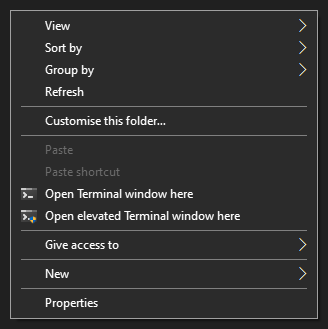 View
Sort by
Group by
Refresh
Customise this folder...
Paste
Paste shortcut
Open Terminal window here
Open elevated Terminal window here
Give access to
New
Properties